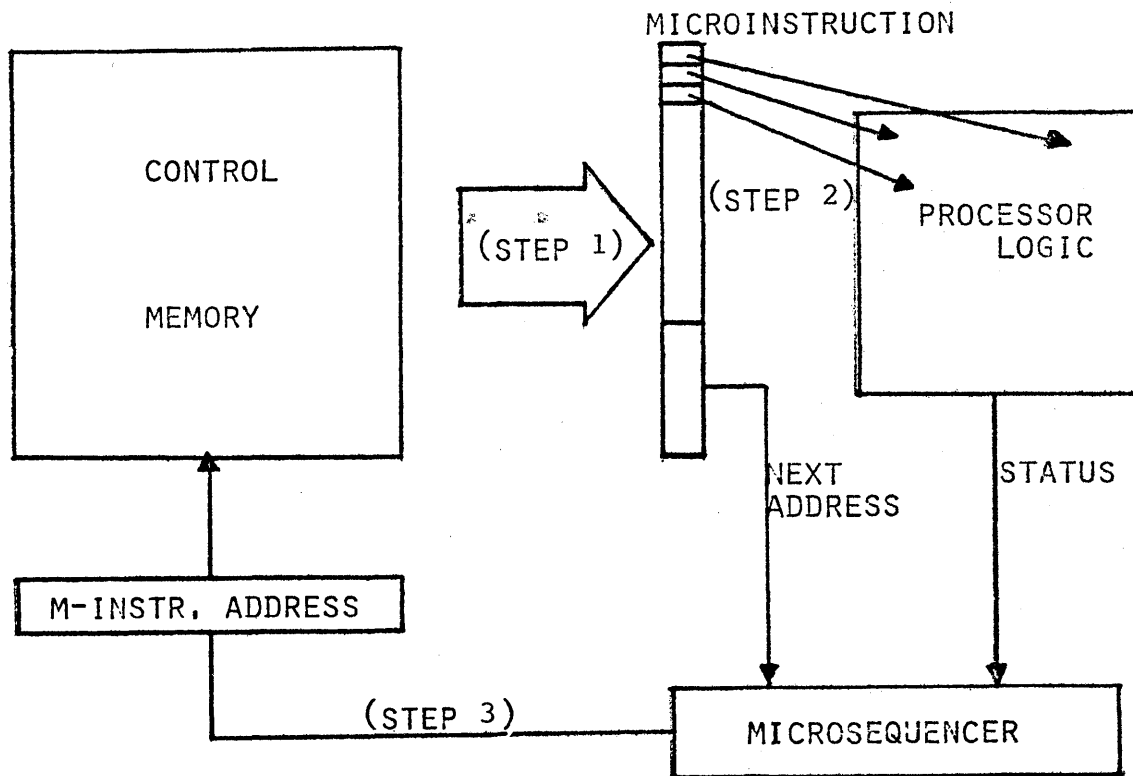 MICROINSTRUCTION
CONTROL
MEMORY
(STEP 1)
(STEP 2)
PROCESSOR
LOGIC
NEXT
ADDRESS
STATUS
M-INSTR. ADDRESS
(STEP 3)
MICROSEQUENCER